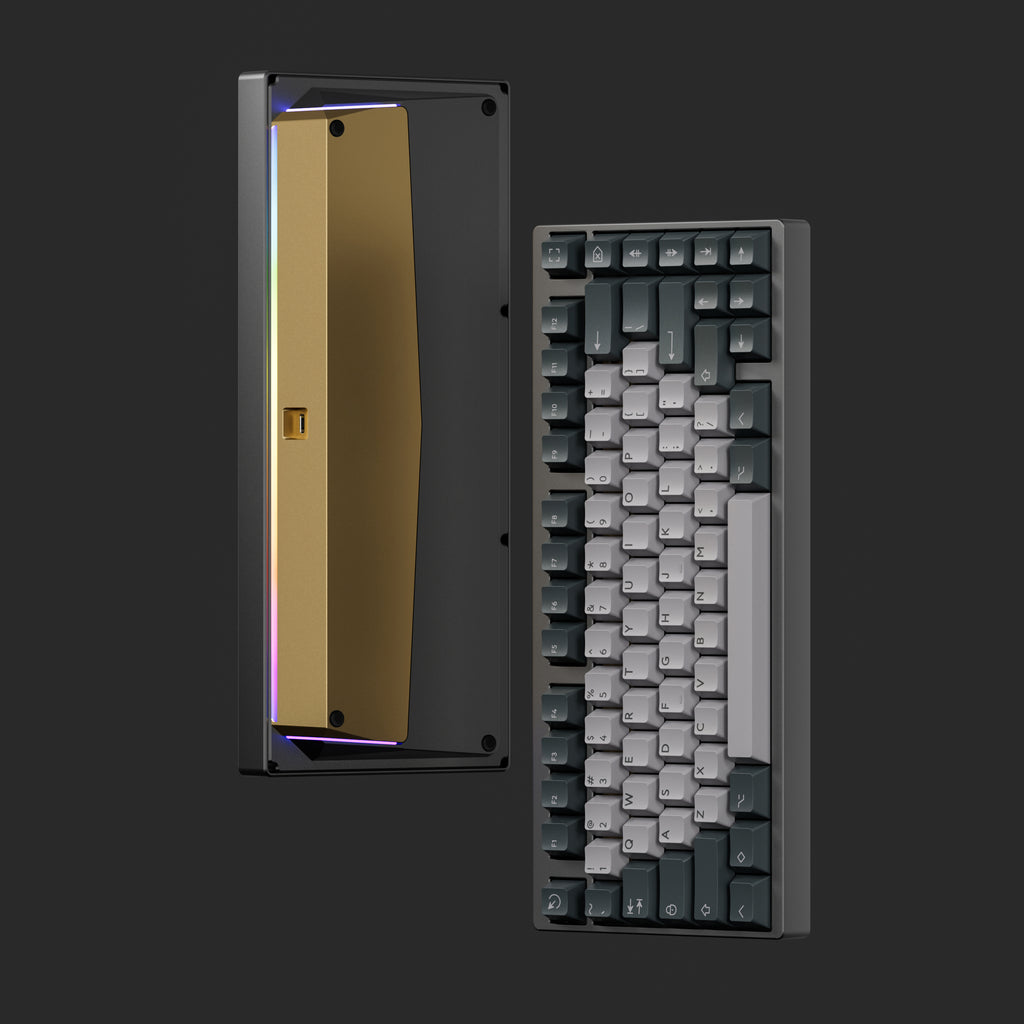 F1 F2 F3 F4 F5 F6 F7 F8 F9 F10 F11 F12
~ ! @ # $ % ^ & * ( ) _ +
` 1 2 3 4 5 6 7 8 9 0 - =
{ } |
Q W E R T Y U I O P [ ] \
: "
A S D F G H J K L ; '
< > ?
Z X C V B N M , . /